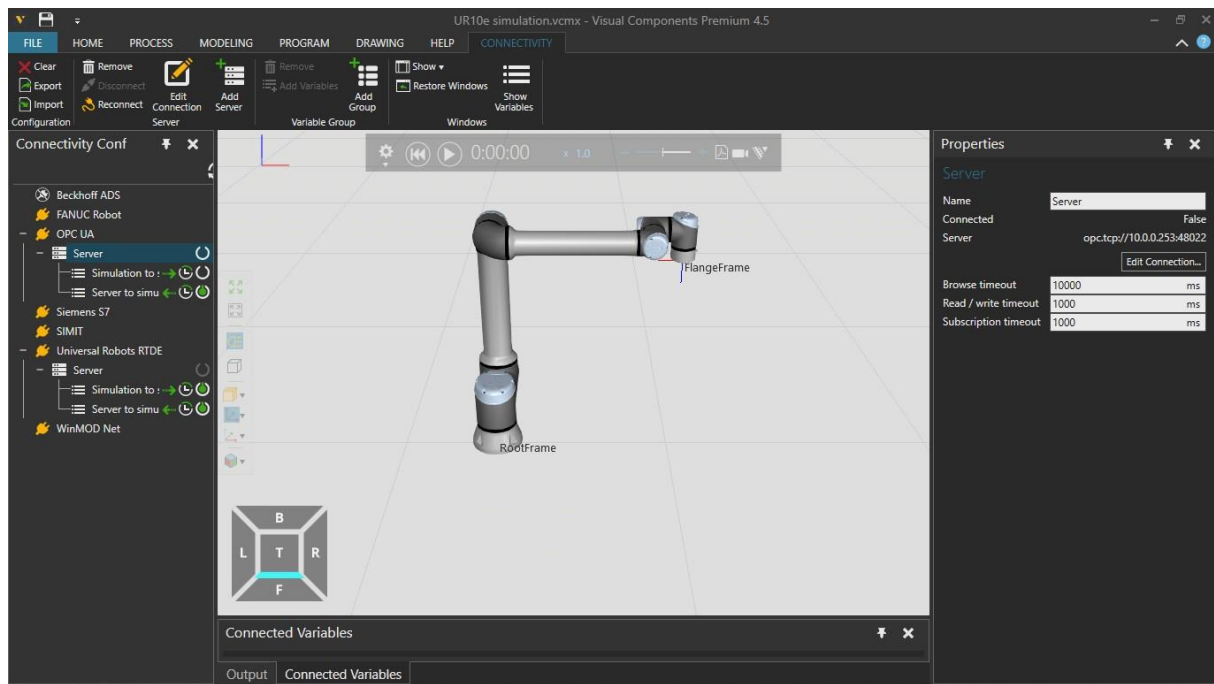 UR10e simulation.vcmx - Visual Components Premium 4.5
FILE HOME PROCESS MODELING PROGRAM DRAWING HELP CONNECTIVITY
Clear
Export
Import
Configuration
Remove
Disconnect
Reconnect
Edit
Connection
Server
Add
Server
Remove
Add Variables
Add
Group
Variable Group
Show
Restore Windows
Show
Variables
Windows
Connectivity Conf
Beckhoff ADS
FANUC Robot
OPC UA
Server
Simulation to :
Server to simu
Siemens S7
SIMIT
Universal Robots RTDE
Server
Simulation to :
Server to simu
WinMOD Net
0:00:00 x 1.0
FlangeFrame
RootFrame
B
L T R
F
Connected Variables
Output Connected Variables
Properties
Server
Name Server
Connected False
Server opc.tcp://10.0.0.253:48022
Edit Connection...
Browse timeout 10000 ms
Read / write timeout 1000 ms
Subscription timeout 1000 ms